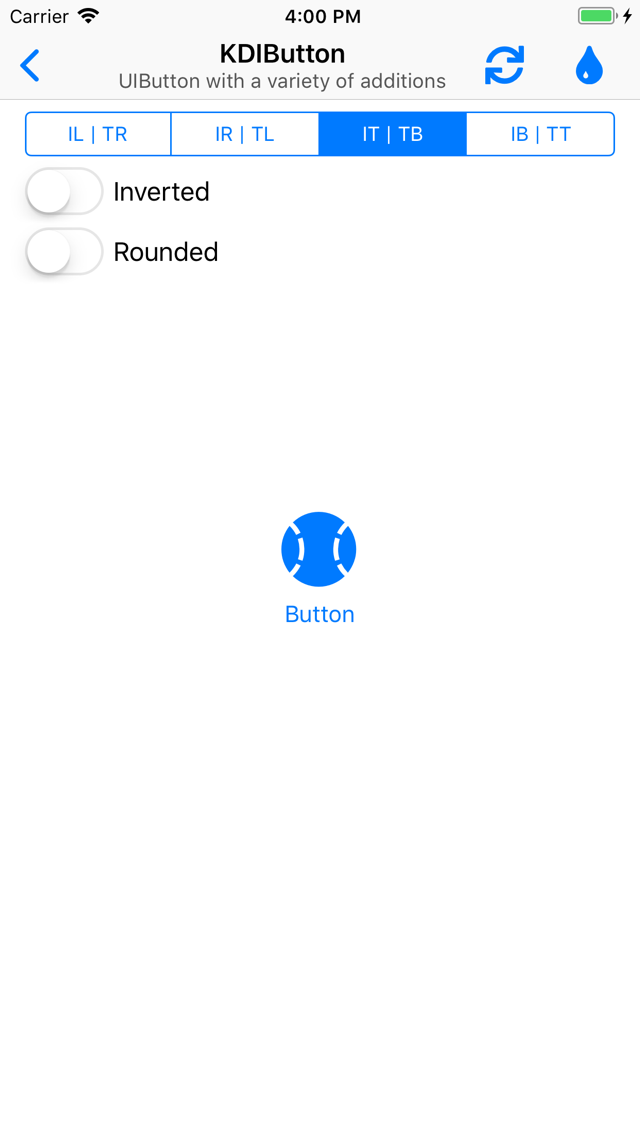 Carrier 4:00 PM
KDIButton
UIButton with a variety of additions
IL | TR IR | TL IT | TB IB | TT
Inverted
Rounded
Button